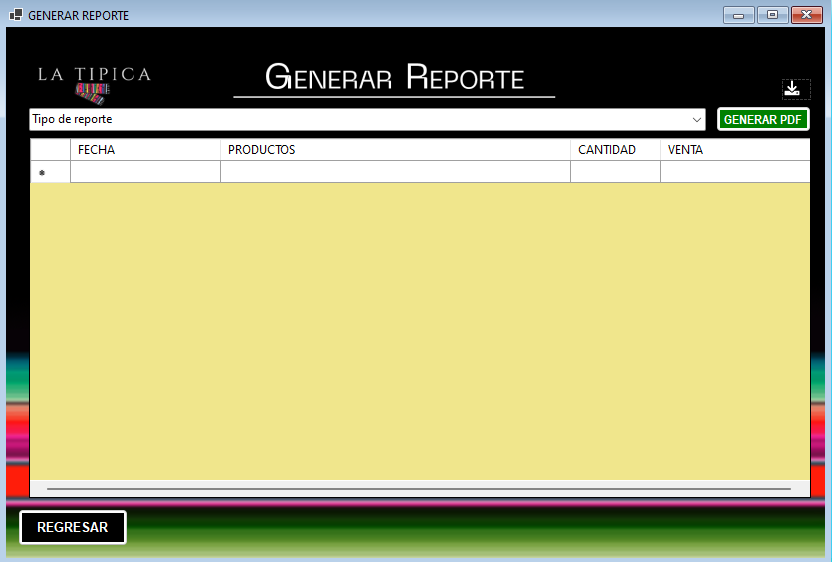 GENERAR REPORTE
LA TIPICA
GENERAR REPORTE
Tipo de reporte
GENERAR PDF
FECHA PRODUCTOS CANTIDAD VENTA
REGRESAR